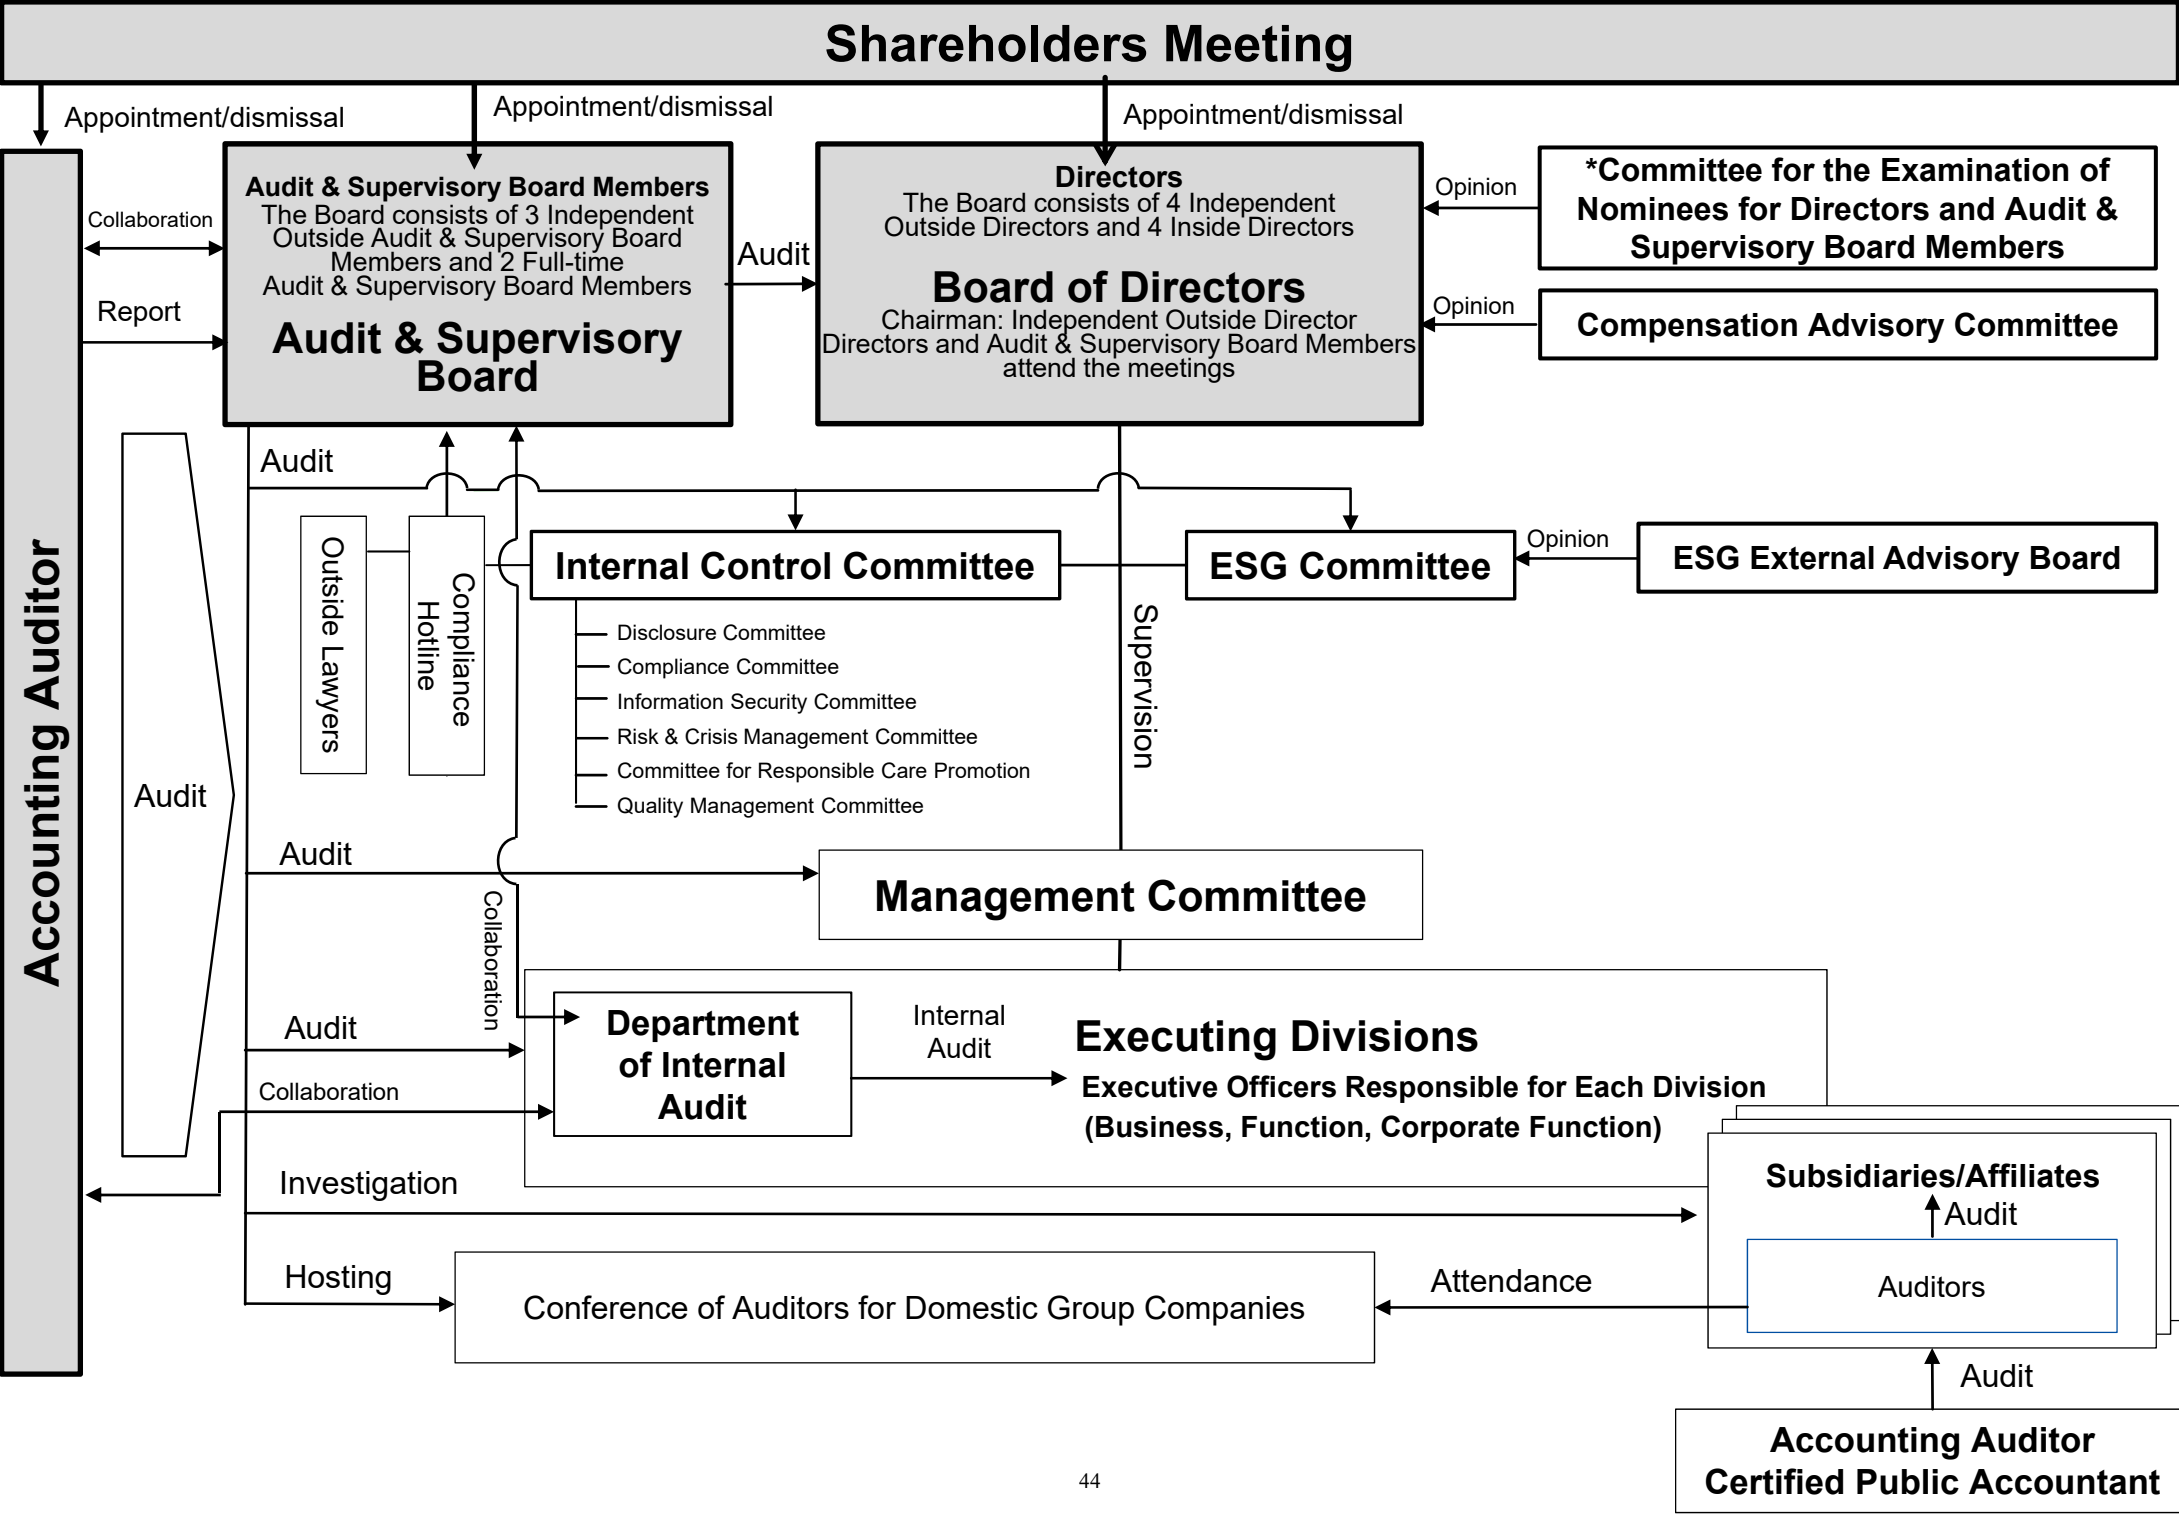 Shareholders Meeting
Appointment/dismissal
Appointment/dismissal
Appointment/dismissal
Accounting Auditor
Collaboration
Report
Audit & Supervisory Board Members
The Board consists of 3 Independent
Outside Audit & Supervisory Board
Members and 2 Full-time
Audit & Supervisory Board Members
Audit & Supervisory
Board
Audit
Directors
The Board consists of 4 Independent
Outside Directors and 4 Inside Directors
Board of Directors
Chairman: Independent Outside Director
Directors and Audit & Supervisory Board Members
attend the meetings
Opinion
*Committee for the Examination of
Nominees for Directors and Audit &
Supervisory Board Members
Opinion
Compensation Advisory Committee
Audit
Audit
Outside Lawyers
Compliance
Hotline
Internal Control Committee
ESG Committee
Opinion
ESG External Advisory Board
Disclosure Committee
Compliance Committee
Information Security Committee
Risk & Crisis Management Committee
Committee for Responsible Care Promotion
Quality Management Committee
Supervision
Audit
Management Committee
Collaboration
Audit
Department
of Internal
Audit
Internal
Audit
Executing Divisions
Executive Officers Responsible for Each Division
(Business, Function, Corporate Function)
Collaboration
Investigation
Subsidiaries/Affiliates
Audit
Auditors
Hosting
Conference of Auditors for Domestic Group Companies
Attendance
Audit
Accounting Auditor
Certified Public Accountant
44